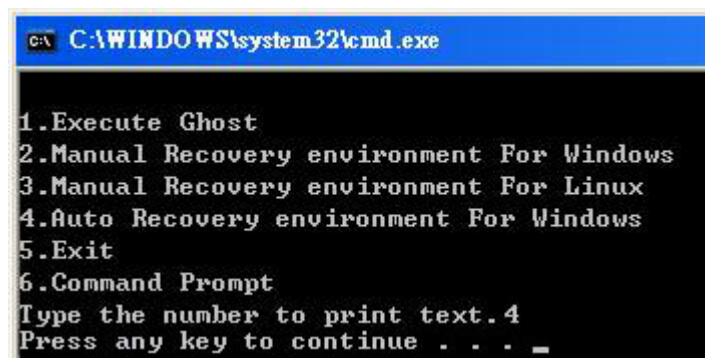 C:\WINDOWS\system32\cmd.exe
1.Execute Ghost
2.Manual Recovery environment For Windows
3.Manual Recovery environment For Linux
4.Auto Recovery environment For Windows
5.Exit
6.Command Prompt
Type the number to print text.4
Press any key to continue . . . _